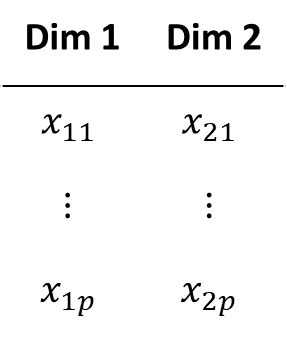 Dim 1 Dim 2
x₁₁ x₂₁
⋮ ⋮
x₁ₚ x₂ₚ